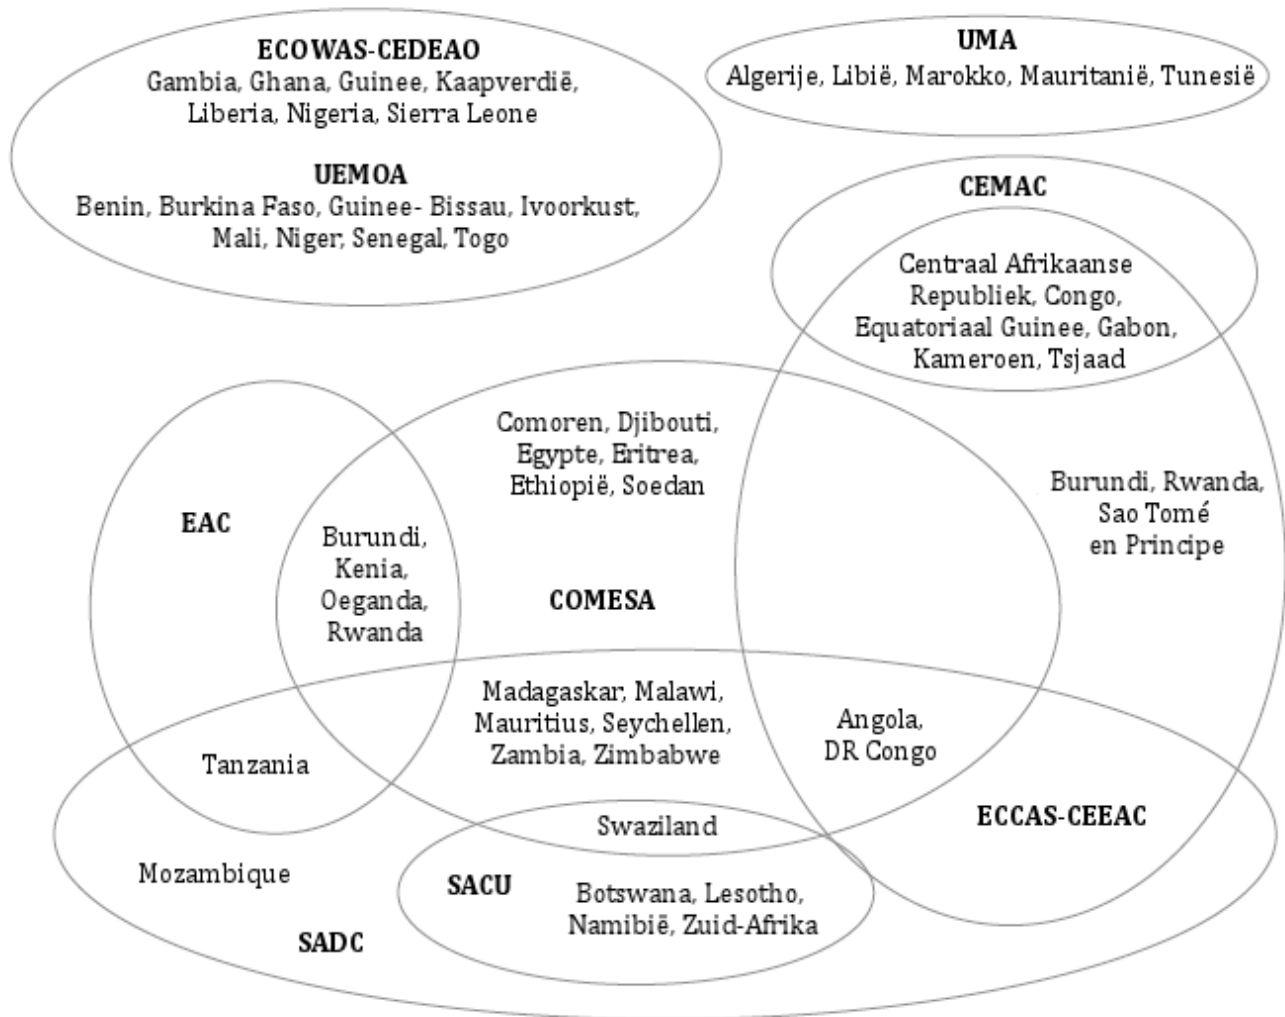 ECOWAS-CEDEAO
Gambia, Ghana, Guinee, Kaapverdië,
Liberia, Nigeria, Sierra Leone
UEMOA
Benin, Burkina Faso, Guinee- Bissau, Ivoorkust,
Mali, Niger, Senegal, Togo
UMA
Algerije, Libië, Marokko, Mauritanië, Tunesië
CEMAC
Centraal Afrikaanse
Republiek, Congo,
Equatoriaal Guinee, Gabon,
Kameroen, Tsjaad
Comoren, Djibouti,
Egypte, Eritrea,
Ethiopië, Soedan
Burundi, Rwanda,
Sao Tomé
en Principe
EAC
Burundi,
Kenia,
Oeganda,
Rwanda
COMESA
Madagaskar, Malawi,
Mauritius, Seychellen,
Zambia, Zimbabwe
Angola,
DR Congo
Tanzania
ECCAS-CEEAC
Swaziland
Mozambique
SACU
Botswana, Lesotho,
Namibië, Zuid-Afrika
SADC